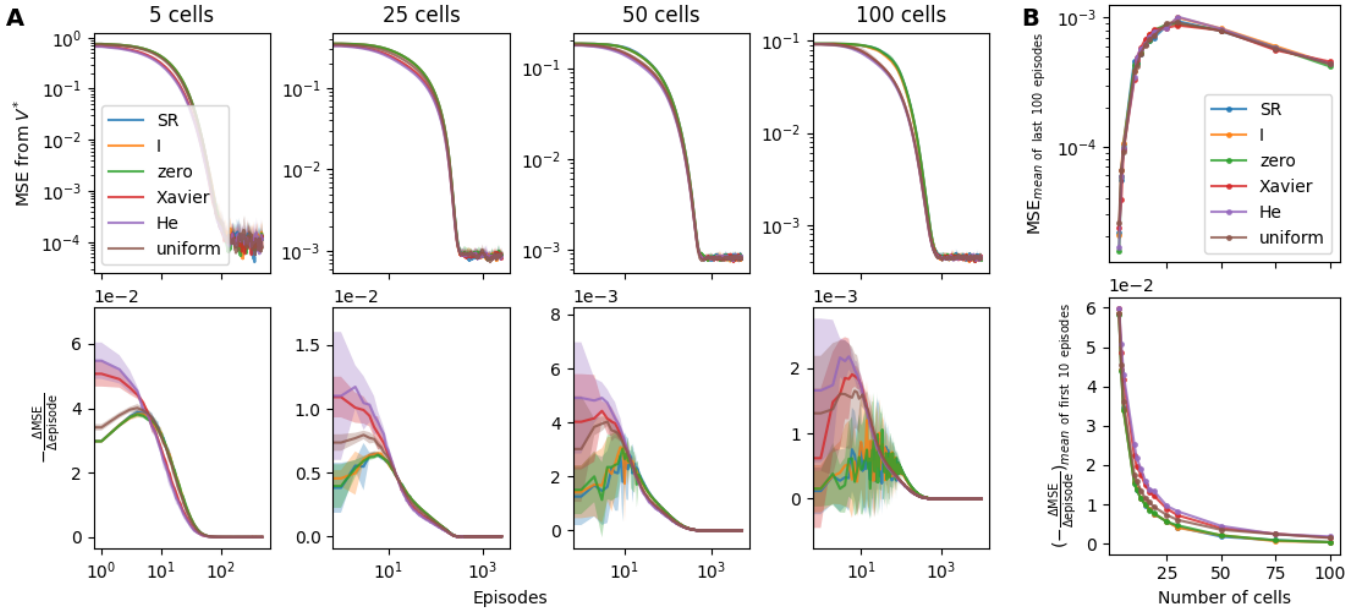 A
5 cells
25 cells
50 cells
100 cells
MSE from V*
10^0
10^-1
10^-2
10^-3
10^-4
SR
I
zero
Xavier
He
uniform
10^-1
10^-2
10^-3
10^-1
10^-2
10^-3
10^-1
10^-2
10^-3
1e−2
1e−2
1e−3
1e−3
−ΔMSE/Δepisode
6
4
2
0
1.5
1.0
0.5
0.0
8
6
4
2
0
2
1
0
10^0
10^1
10^2
10^1
10^3
10^1
10^3
10^1
10^3
Episodes
B
MSE_mean of last 100 episodes
10^-3
10^-4
SR
I
zero
Xavier
He
uniform
1e−2
(−ΔMSE/Δepisode)_mean of first 10 episodes
6
5
4
3
2
1
0
25
50
75
100
Number of cells